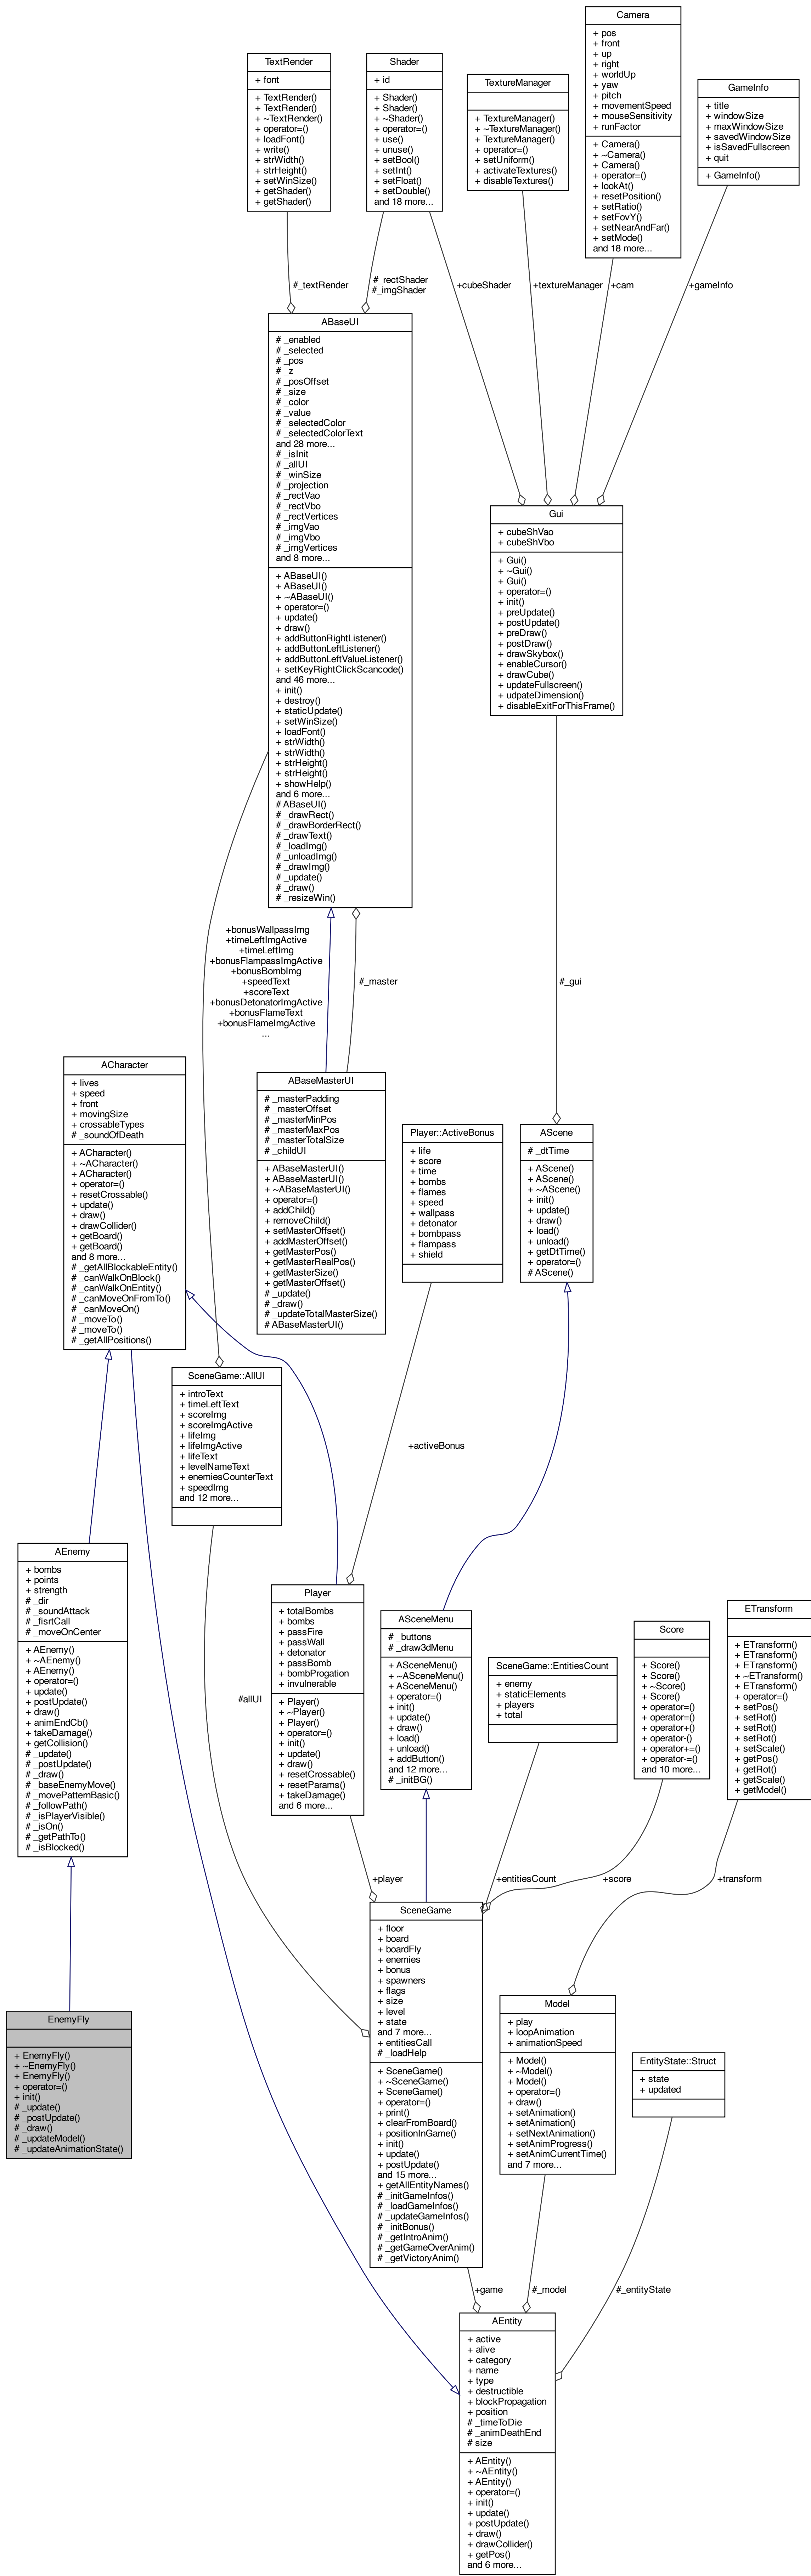 Camera
+ pos
+ front
+ up
+ right
+ worldUp
+ yaw
+ pitch
+ movementSpeed
+ mouseSensitivity
+ runFactor
+ Camera()
+ ~Camera()
+ Camera()
+ operator=()
+ lookAt()
+ resetPosition()
+ setRatio()
+ setFovY()
+ setNearAndFar()
+ setMode()
and 18 more...
TextRender
+ font
+ TextRender()
+ TextRender()
+ ~TextRender()
+ operator=()
+ loadFont()
+ write()
+ strWidth()
+ strHeight()
+ setWinSize()
+ getShader()
+ getShader()
Shader
+ id
+ Shader()
+ Shader()
+ ~Shader()
+ operator=()
+ use()
+ unuse()
+ setBool()
+ setInt()
+ setFloat()
+ setDouble()
and 18 more...
TextureManager
+ TextureManager()
+ ~TextureManager()
+ TextureManager()
+ operator=()
+ setUniform()
+ activateTextures()
+ disableTextures()
GameInfo
+ title
+ windowSize
+ maxWindowSize
+ savedWindowSize
+ isSavedFullscreen
+ quit
+ GameInfo()
#_textRender
#_rectShader
#_imgShader
+cubeShader
+textureManager
+cam
+gameInfo
ABaseUI
# _enabled
# _selected
# _pos
# _z
# _posOffset
# _size
# _color
# _value
# _selectedColor
# _selectedColorText
and 28 more...
# _isInit
# _allUI
# _winSize
# _projection
# _rectVao
# _rectVbo
# _rectVertices
# _imgVao
# _imgVbo
# _imgVertices
and 8 more...
+ ABaseUI()
+ ABaseUI()
+ ~ABaseUI()
+ operator=()
+ update()
+ draw()
+ addButtonRightListener()
+ addButtonLeftListener()
+ addButtonLeftValueListener()
+ setKeyRightClickScancode()
and 46 more...
+ init()
+ destroy()
+ staticUpdate()
+ setWinSize()
+ loadFont()
+ strWidth()
+ strWidth()
+ strHeight()
+ strHeight()
+ showHelp()
and 6 more...
# ABaseUI()
# _drawRect()
# _drawBorderRect()
# _drawText()
# _loadImg()
# _unloadImg()
# _drawImg()
# _update()
# _draw()
# _resizeWin()
Gui
+ cubeShVao
+ cubeShVbo
+ Gui()
+ ~Gui()
+ Gui()
+ operator=()
+ init()
+ preUpdate()
+ postUpdate()
+ preDraw()
+ postDraw()
+ drawSkybox()
+ enableCursor()
+ drawCube()
+ updateFullscreen()
+ udpateDimension()
+ disableExitForThisFrame()
+bonusWallpassImg
+timeLeftImgActive
+timeLeftImg
+bonusFlampassImgActive
+bonusBombImg
+speedText
+scoreText
+bonusDetonatorImgActive
+bonusFlameText
+bonusFlameImgActive
...
#_master
#_gui
ACharacter
+ lives
+ speed
+ front
+ movingSize
+ crossableTypes
# _soundOfDeath
+ ACharacter()
+ ~ACharacter()
+ ACharacter()
+ operator=()
+ resetCrossable()
+ update()
+ draw()
+ drawCollider()
+ getBoard()
+ getBoard()
and 8 more...
# _getAllBlockableEntity()
# _canWalkOnBlock()
# _canWalkOnEntity()
# _canMoveOnFromTo()
# _canMoveOn()
# _moveTo()
# _moveTo()
# _getAllPositions()
ABaseMasterUI
# _masterPadding
# _masterOffset
# _masterMinPos
# _masterMaxPos
# _masterTotalSize
# _childUI
+ ABaseMasterUI()
+ ABaseMasterUI()
+ ~ABaseMasterUI()
+ operator=()
+ addChild()
+ removeChild()
+ setMasterOffset()
+ addMasterOffset()
+ getMasterPos()
+ getMasterRealPos()
+ getMasterSize()
+ getMasterOffset()
# _update()
# _draw()
# _updateTotalMasterSize()
# ABaseMasterUI()
Player::ActiveBonus
+ life
+ score
+ time
+ bombs
+ flames
+ speed
+ wallpass
+ detonator
+ bombpass
+ flampass
+ shield
AScene
# _dtTime
+ AScene()
+ AScene()
+ ~AScene()
+ init()
+ update()
+ draw()
+ load()
+ unload()
+ getDtTime()
+ operator=()
# AScene()
SceneGame::AllUI
+ introText
+ timeLeftText
+ scoreImg
+ scoreImgActive
+ lifeImg
+ lifeImgActive
+ lifeText
+ levelNameText
+ enemiesCounterText
+ speedImg
and 12 more...
+activeBonus
AEnemy
+ bombs
+ points
+ strength
# _dir
# _soundAttack
# _fisrtCall
# _moveOnCenter
+ AEnemy()
+ ~AEnemy()
+ AEnemy()
+ operator=()
+ update()
+ postUpdate()
+ draw()
+ animEndCb()
+ takeDamage()
+ getCollision()
# _update()
# _postUpdate()
# _draw()
# _baseEnemyMove()
# _movePatternBasic()
# _followPath()
# _isPlayerVisible()
# _isOn()
# _getPathTo()
# _isBlocked()
#allUI
Player
+ totalBombs
+ bombs
+ passFire
+ passWall
+ detonator
+ passBomb
+ bombProgation
+ invulnerable
+ Player()
+ ~Player()
+ Player()
+ operator=()
+ init()
+ update()
+ draw()
+ resetCrossable()
+ resetParams()
+ takeDamage()
and 6 more...
ASceneMenu
# _buttons
# _draw3dMenu
+ ASceneMenu()
+ ~ASceneMenu()
+ ASceneMenu()
+ operator=()
+ init()
+ update()
+ draw()
+ load()
+ unload()
+ addButton()
and 12 more...
# _initBG()
SceneGame::EntitiesCount
+ enemy
+ staticElements
+ players
+ total
Score
+ Score()
+ Score()
+ ~Score()
+ Score()
+ operator=()
+ operator=()
+ operator+()
+ operator-()
+ operator+=()
+ operator-=()
and 10 more...
ETransform
+ ETransform()
+ ETransform()
+ ETransform()
+ ~ETransform()
+ ETransform()
+ operator=()
+ setPos()
+ setRot()
+ setRot()
+ setRot()
+ setScale()
+ getPos()
+ getRot()
+ getScale()
+ getModel()
+player
+entitiesCount
+score
+transform
SceneGame
+ floor
+ board
+ boardFly
+ enemies
+ bonus
+ spawners
+ flags
+ size
+ level
+ state
and 7 more...
+ entitiesCall
# _loadHelp
+ SceneGame()
+ ~SceneGame()
+ SceneGame()
+ operator=()
+ print()
+ clearFromBoard()
+ positionInGame()
+ init()
+ update()
+ postUpdate()
and 15 more...
+ getAllEntityNames()
# _initGameInfos()
# _loadGameInfos()
# _updateGameInfos()
# _initBonus()
# _getIntroAnim()
# _getGameOverAnim()
# _getVictoryAnim()
Model
+ play
+ loopAnimation
+ animationSpeed
+ Model()
+ ~Model()
+ Model()
+ operator=()
+ draw()
+ setAnimation()
+ setAnimation()
+ setNextAnimation()
+ setAnimProgress()
+ setAnimCurrentTime()
and 7 more...
EntityState::Struct
+ state
+ updated
EnemyFly
+ EnemyFly()
+ ~EnemyFly()
+ EnemyFly()
+ operator=()
+ init()
# _update()
# _postUpdate()
# _draw()
# _updateModel()
# _updateAnimationState()
+game
#_model
#_entityState
AEntity
+ active
+ alive
+ category
+ name
+ type
+ destructible
+ blockPropagation
+ position
# _timeToDie
# _animDeathEnd
# size
+ AEntity()
+ ~AEntity()
+ AEntity()
+ operator=()
+ init()
+ update()
+ postUpdate()
+ draw()
+ drawCollider()
+ getPos()
and 6 more...